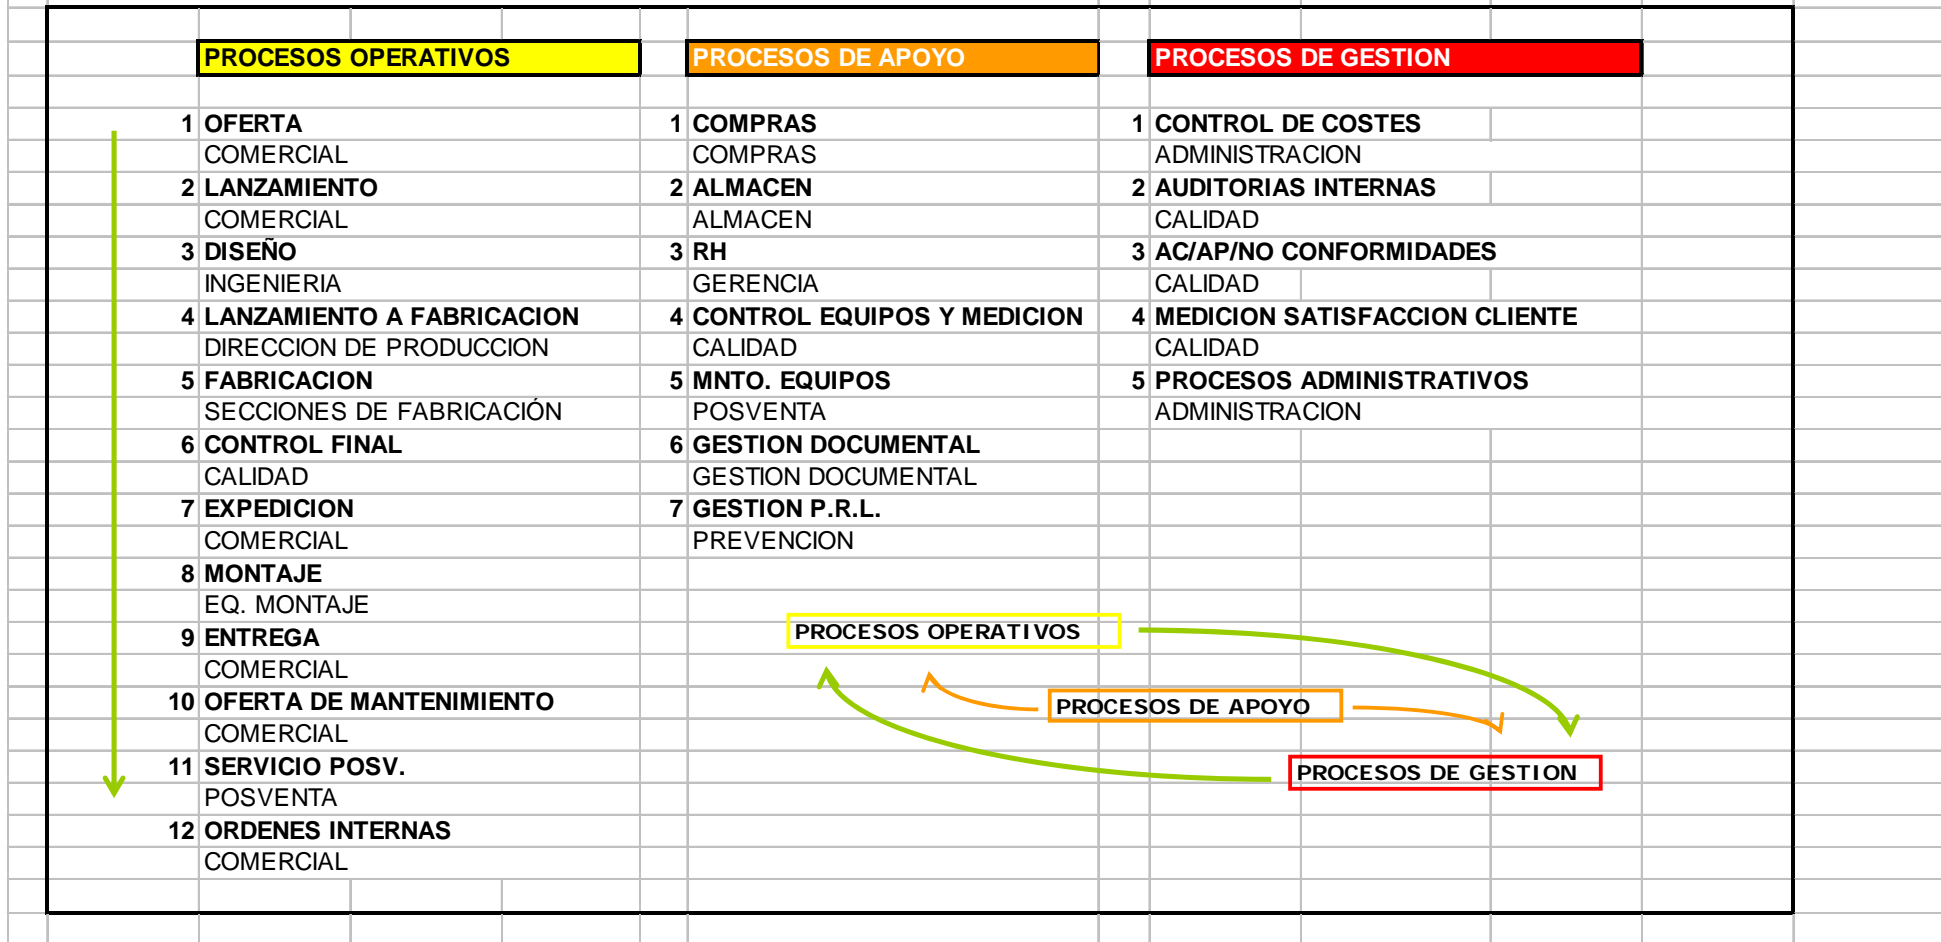 PROCESOS OPERATIVOS PROCESOS DE APOYO PROCESOS DE GESTION
1 OFERTA 1 COMPRAS 1 CONTROL DE COSTES
COMERCIAL COMPRAS ADMINISTRACION
2 LANZAMIENTO 2 ALMACEN 2 AUDITORIAS INTERNAS
COMERCIAL ALMACEN CALIDAD
3 DISEÑO 3 RH 3 AC/AP/NO CONFORMIDADES
INGENIERIA GERENCIA CALIDAD
4 LANZAMIENTO A FABRICACION 4 CONTROL EQUIPOS Y MEDICION 4 MEDICION SATISFACCION CLIENTE
DIRECCION DE PRODUCCION CALIDAD CALIDAD
5 FABRICACION 5 MNTO. EQUIPOS 5 PROCESOS ADMINISTRATIVOS
SECCIONES DE FABRICACIÓN POSVENTA ADMINISTRACION
6 CONTROL FINAL 6 GESTION DOCUMENTAL
CALIDAD GESTION DOCUMENTAL
7 EXPEDICION 7 GESTION P.R.L.
COMERCIAL PREVENCION
8 MONTAJE
EQ. MONTAJE
9 ENTREGA PROCESOS OPERATIVOS
COMERCIAL
10 OFERTA DE MANTENIMIENTO PROCESOS DE APOYO
COMERCIAL
11 SERVICIO POSV. PROCESOS DE GESTION
POSVENTA
12 ORDENES INTERNAS
COMERCIAL